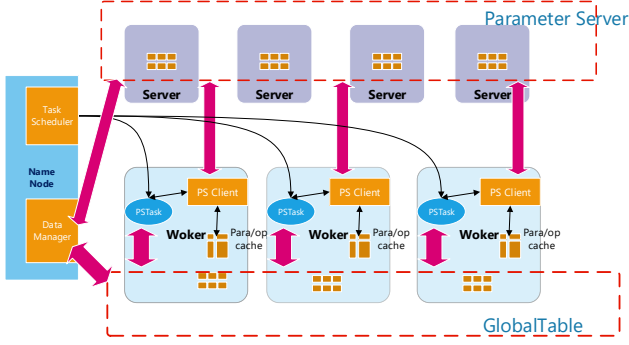 Parameter Server
Server
Server
Server
Server
Task
Scheduler
Name
Node
Data
Manager
PS Client
PSTask
Woker
Para/op
cache
PS Client
PSTask
Woker
Para/op
cache
PS Client
PSTask
Woker
Para/op
cache
GlobalTable